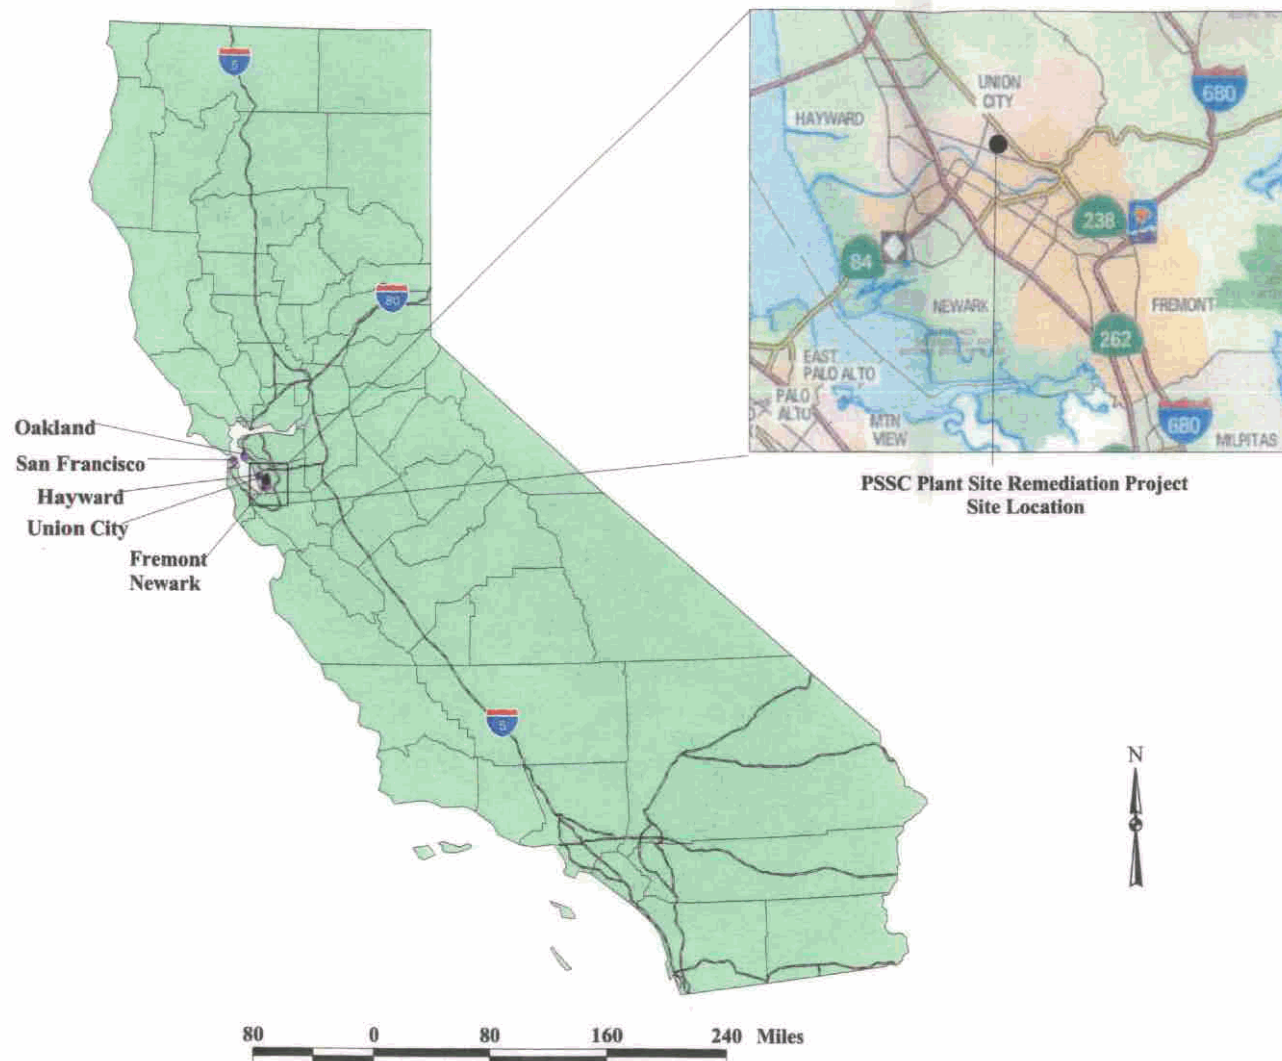 5
80
Oakland
San Francisco
Hayward
Union City
Fremont
Newark
5
UNION
CITY
680
HAYWARD
238
84
NEWARK
FREMONT
262
EAST
PALO ALTO
PALO
ALTO
MTN
VIEW
680
MILPITAS
PSSC Plant Site Remediation Project
Site Location
N
80 0 80 160 240 Miles